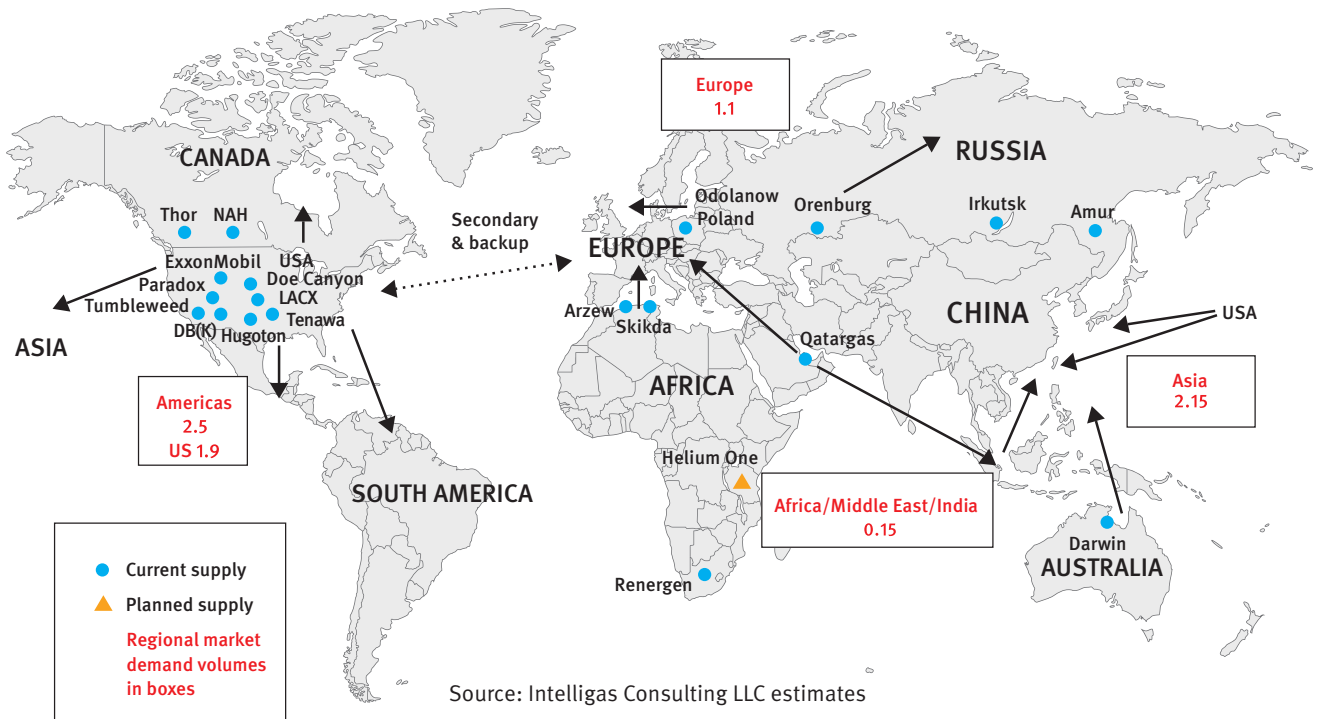 Europe
1.1
CANADA
RUSSIA
Thor
NAH
Secondary
& backup
Odolanow
Poland
Orenburg
Irkutsk
Amur
EUROPE
ExxonMobil
USA
Doe Canyon
Paradox
LACX
Tumbleweed
Tenawa
DB(K)
Hugoton
Arzew
Skikda
CHINA
USA
ASIA
Qatargas
AFRICA
Americas
2.5
US 1.9
Asia
2.15
Helium One
SOUTH AMERICA
Africa/Middle East/India
0.15
Darwin
AUSTRALIA
Renergen
Current supply
Planned supply
Regional market
demand volumes
in boxes
Source: Intelligas Consulting LLC estimates